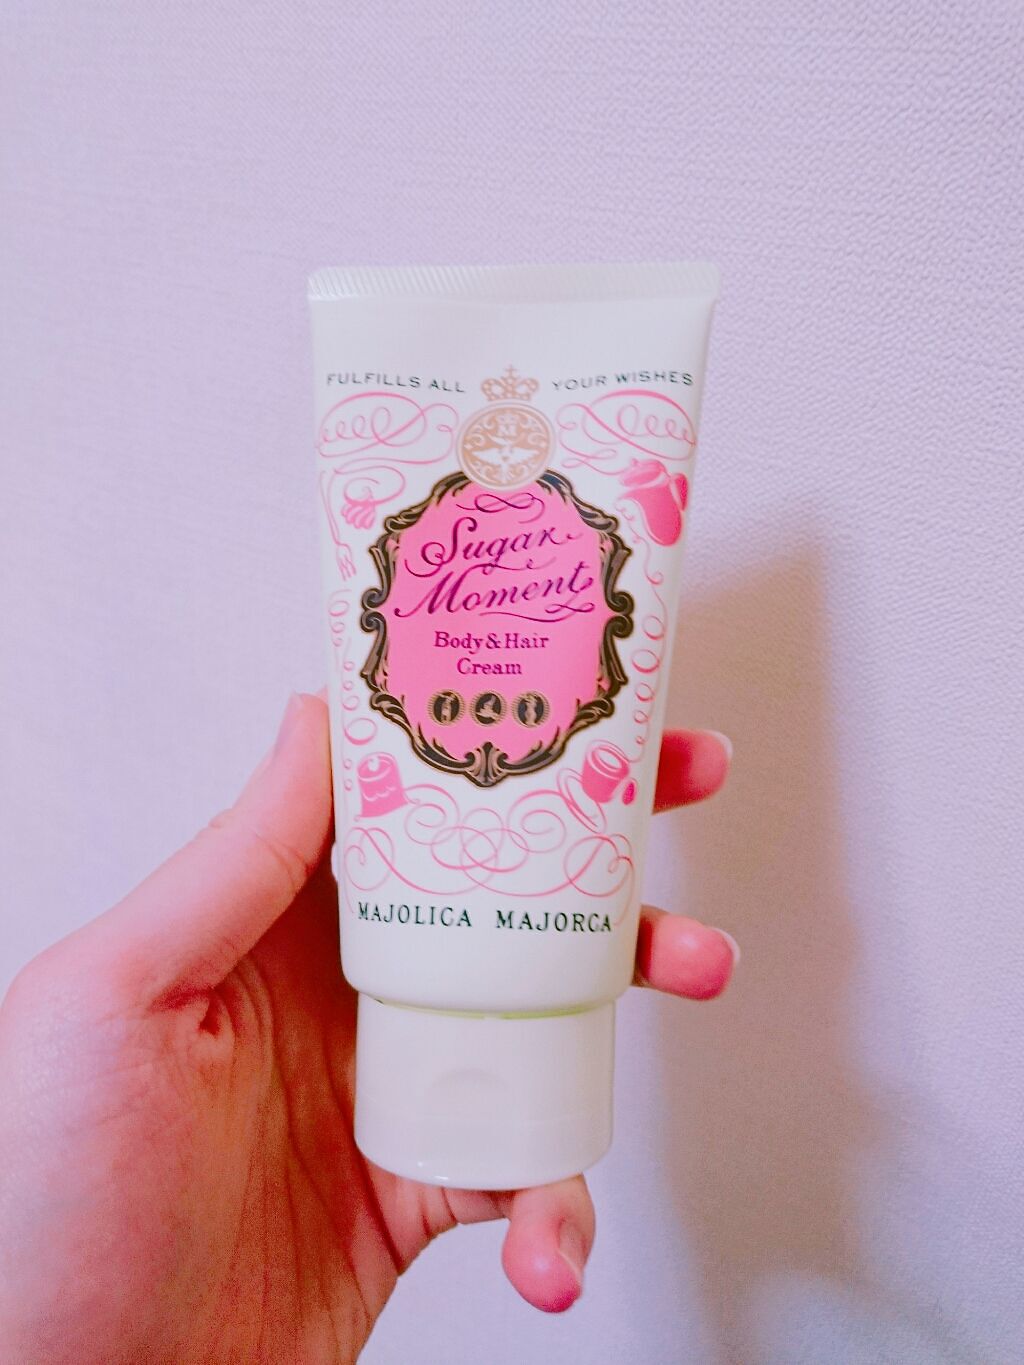 FULFILLS ALL YOUR WISHES
M
Sugar
Moment
Body & Hair
Cream
MAJOLICA MAJORCA